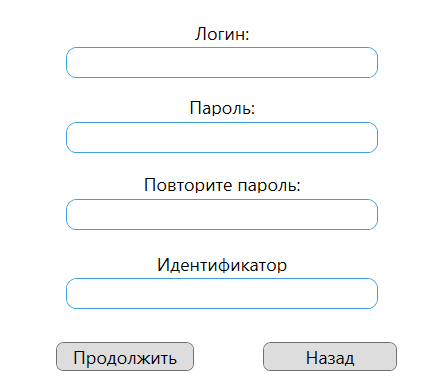 Логин:
Пароль:
Повторите пароль:
Идентификатор
Продолжить
Назад